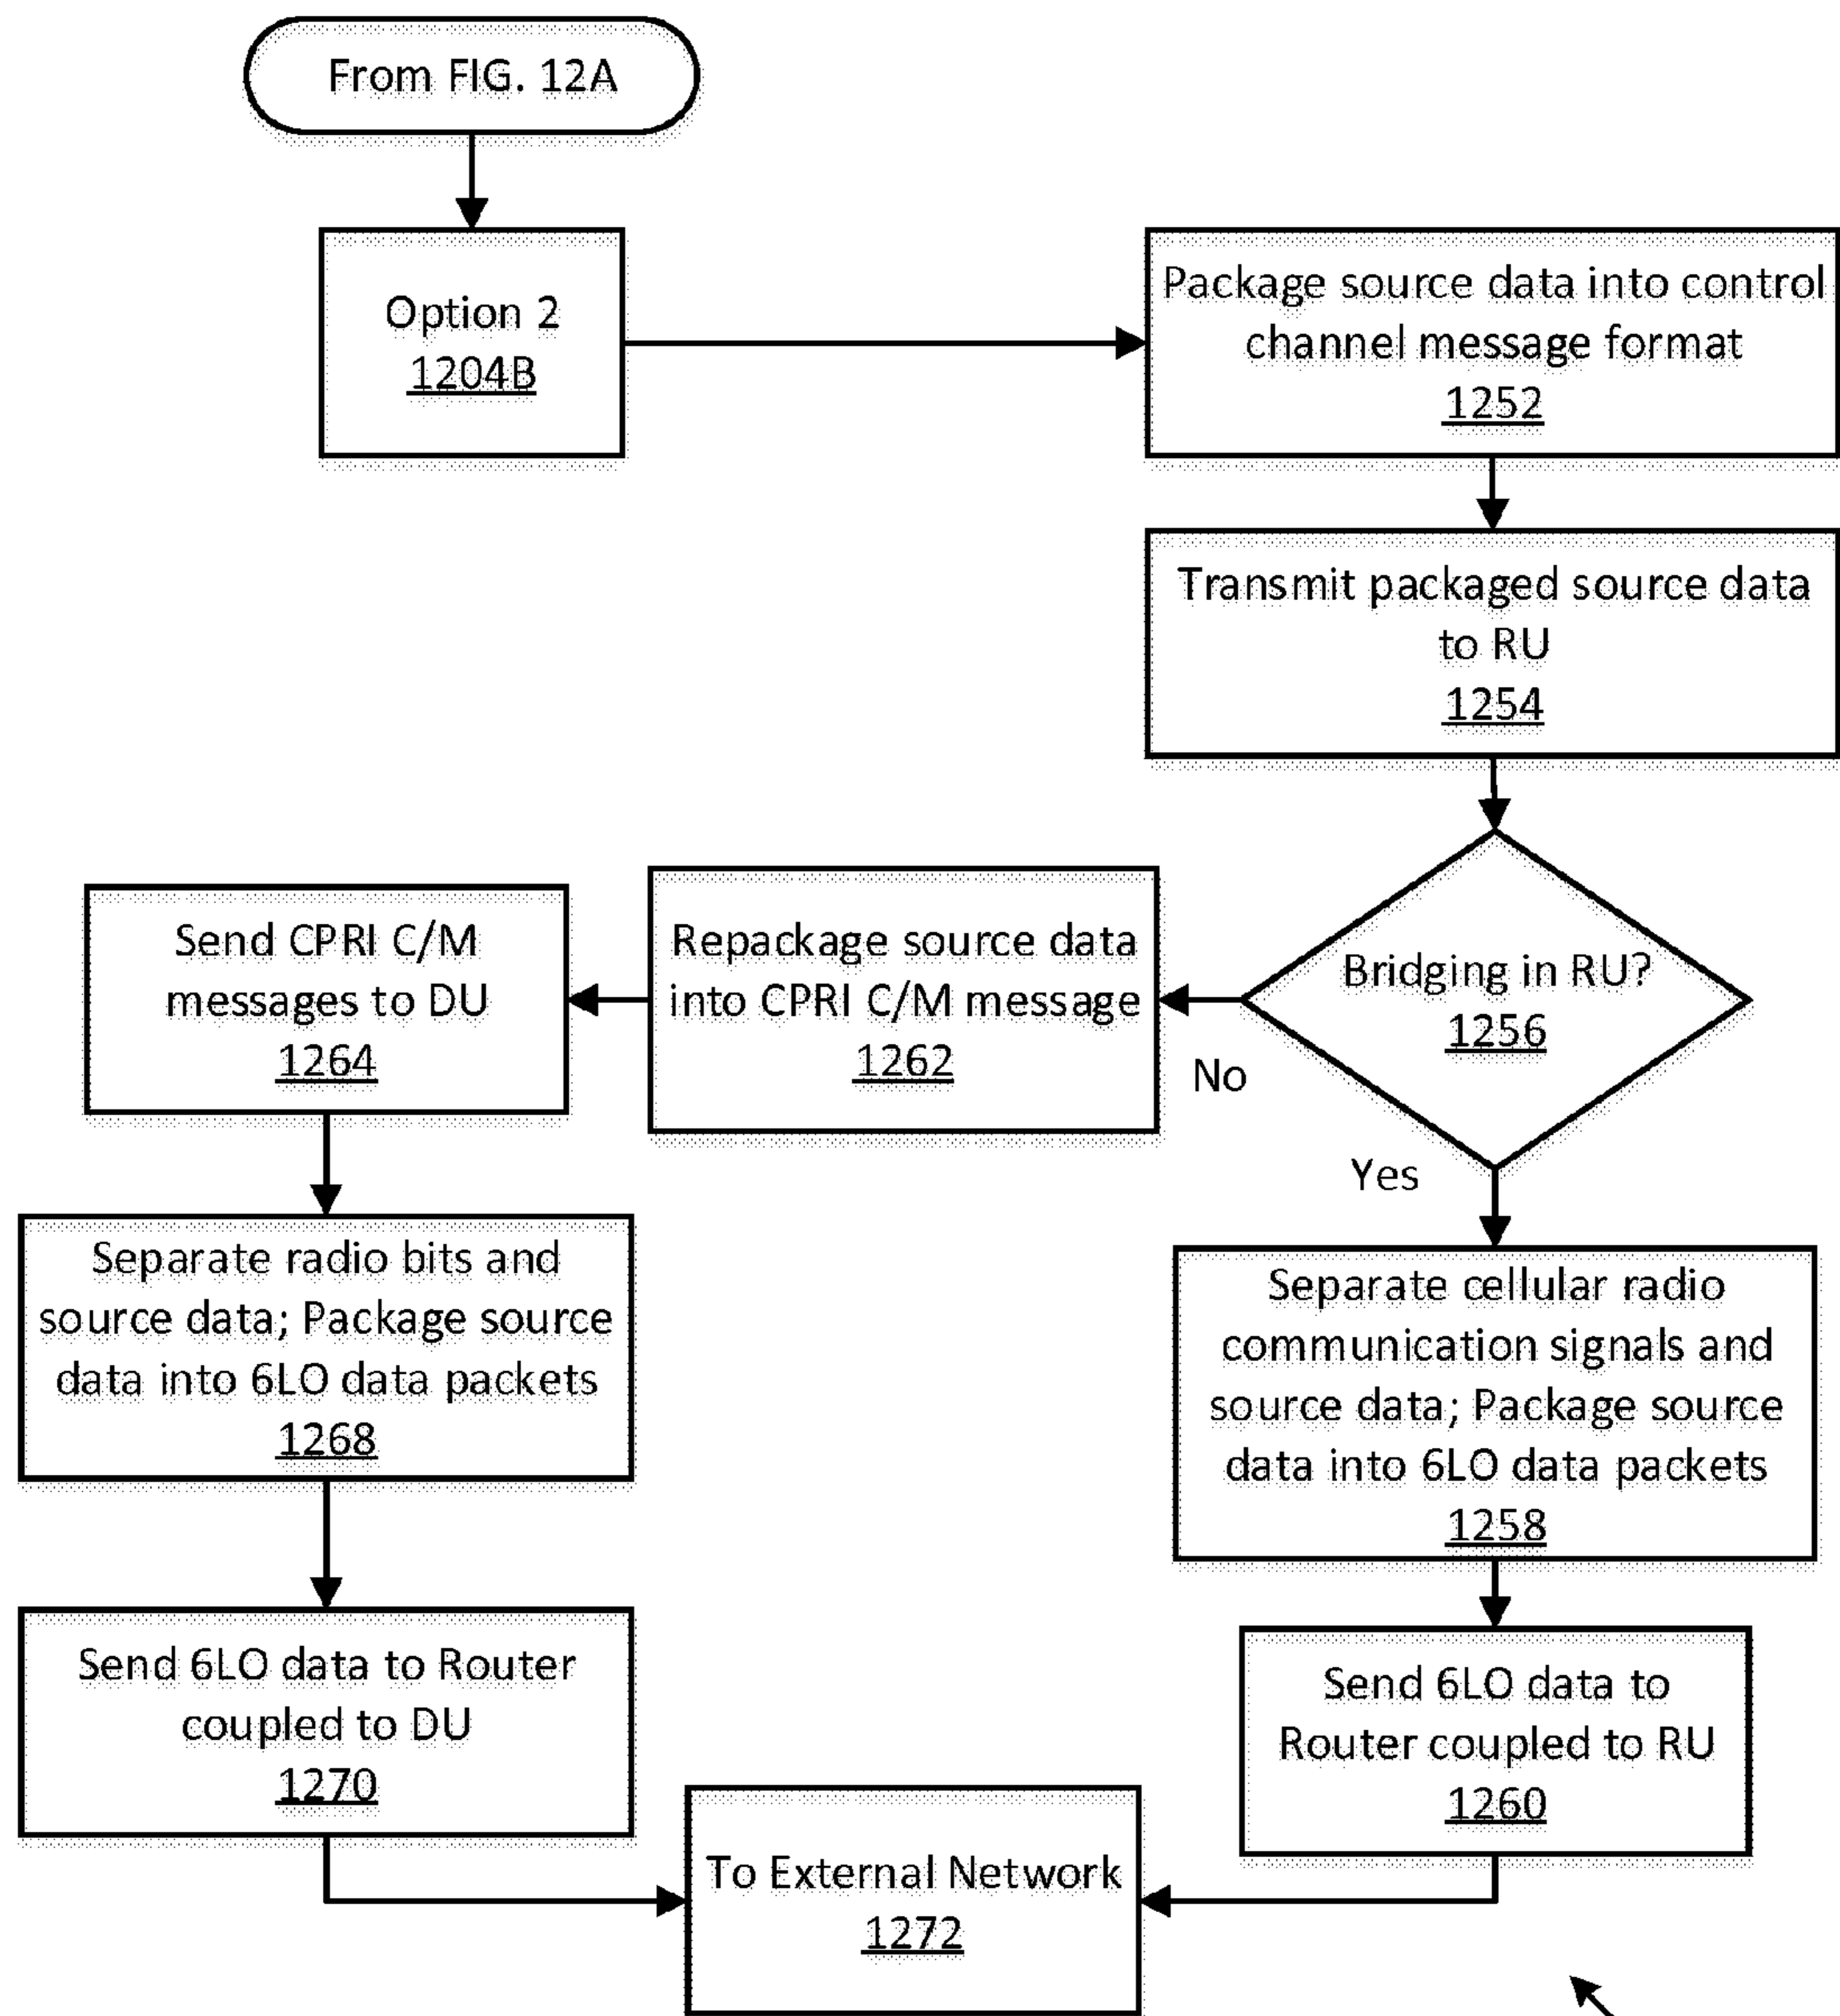 From FIG. 12A
Option 2
1204B
Package source data into control
channel message format
1252
Transmit packaged source data
to RU
1254
Bridging in RU?
1256
No
Yes
Repackage source data
into CPRI C/M message
1262
Send CPRI C/M
messages to DU
1264
Separate radio bits and
source data; Package source
data into 6LO data packets
1268
Send 6LO data to Router
coupled to DU
1270
Separate cellular radio
communication signals and
source data; Package source
data into 6LO data packets
1258
Send 6LO data to
Router coupled to RU
1260
To External Network
1272